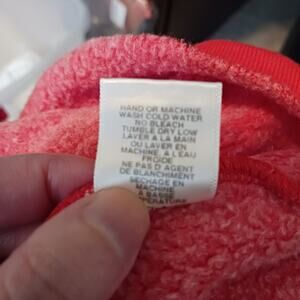 HAND OR MACHINE
WASH COLD WATER
NO BLEACH
TUMBLE DRY LOW
LAVER A LA MAIN
OU LAVER EN
MACHINE, A L'EAU
FROIDE
NE PAS D'AGENT
DE BLANCHIMENT
SECHAGE EN
MACHINE
A BASSE